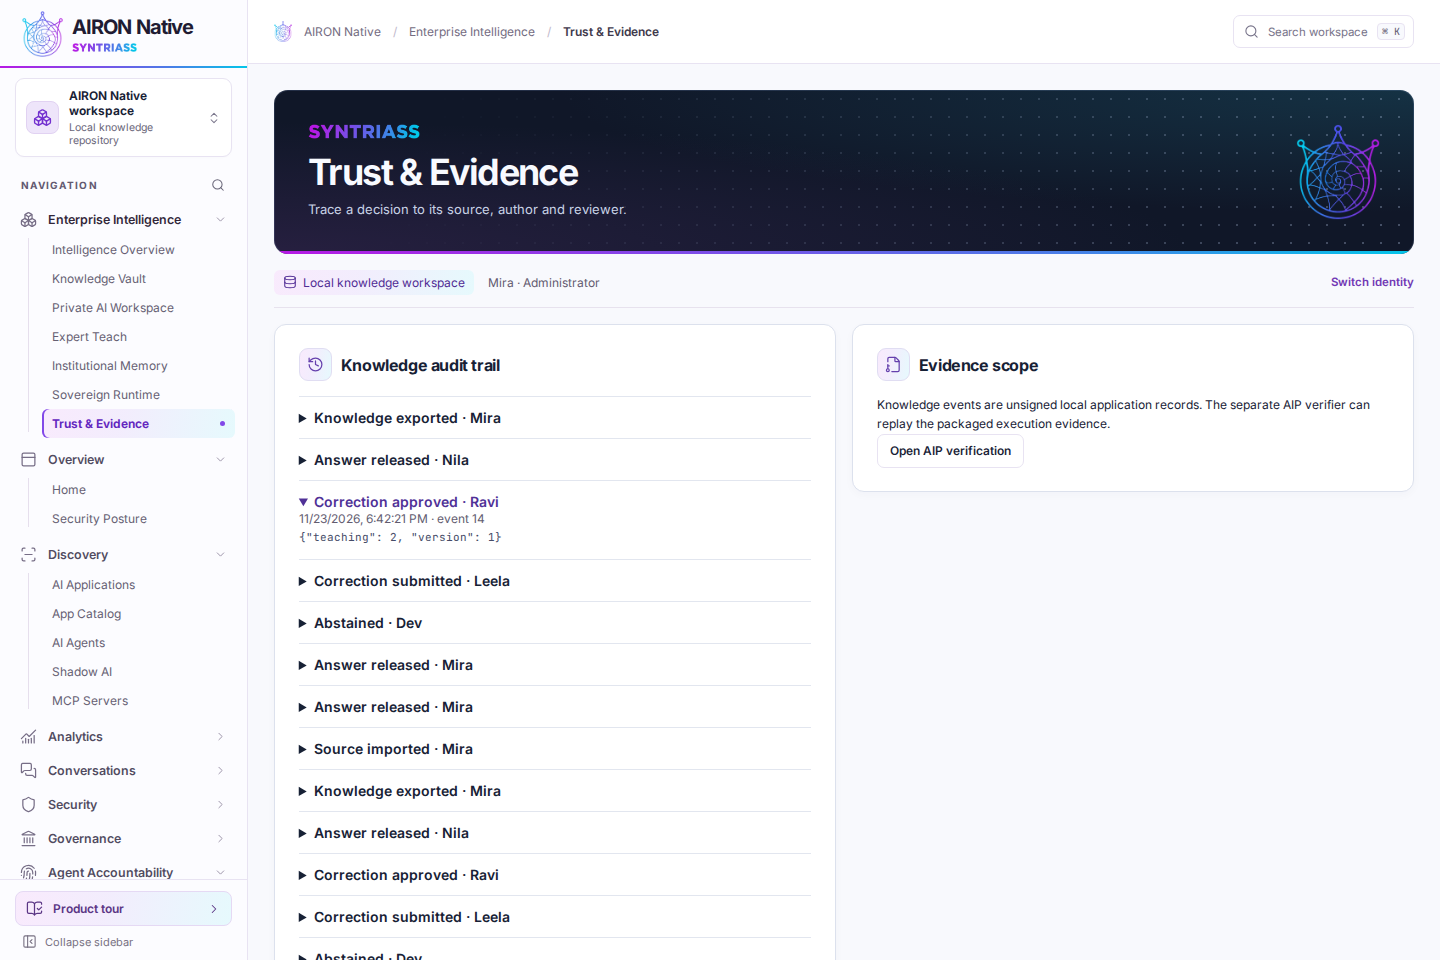 AIRON Native
SYNTRIASS
AIRON Native
workspace
Local knowledge
repository
NAVIGATION
Enterprise Intelligence
Intelligence Overview
Knowledge Vault
Private AI Workspace
Expert Teach
Institutional Memory
Sovereign Runtime
Trust & Evidence
Overview
Home
Security Posture
Discovery
AI Applications
App Catalog
AI Agents
Shadow AI
MCP Servers
Analytics
Conversations
Security
Governance
Agent Accountability
Product tour
Collapse sidebar
AIRON Native / Enterprise Intelligence / Trust & Evidence
Search workspace ⌘ K
SYNTRIASS
Trust & Evidence
Trace a decision to its source, author and reviewer.
Local knowledge workspace
Mira · Administrator
Switch identity
Knowledge audit trail
Knowledge exported · Mira
Answer released · Nila
Correction approved · Ravi
11/23/2026, 6:42:21 PM · event 14
{"teaching": 2, "version": 1}
Correction submitted · Leela
Abstained · Dev
Answer released · Mira
Answer released · Mira
Source imported · Mira
Knowledge exported · Mira
Answer released · Nila
Correction approved · Ravi
Correction submitted · Leela
Abstained · Dev
Evidence scope
Knowledge events are unsigned local application records. The separate AIP verifier can
replay the packaged execution evidence.
Open AIP verification